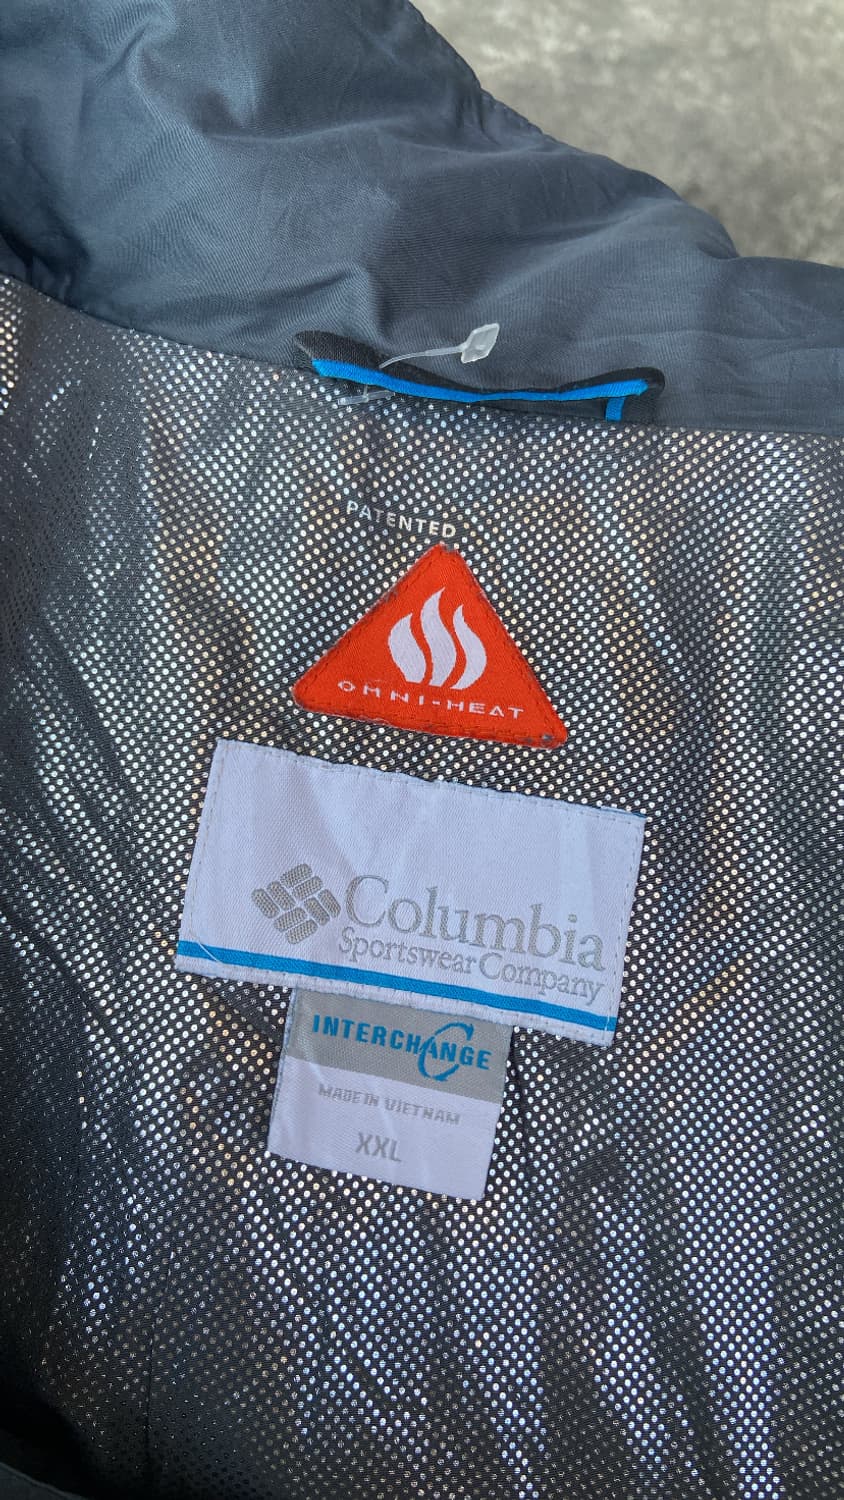 PATENTED
OMNI-HEAT
Columbia
Sportswear Company
INTERCHANGE
MADE IN VIETNAM
XXL